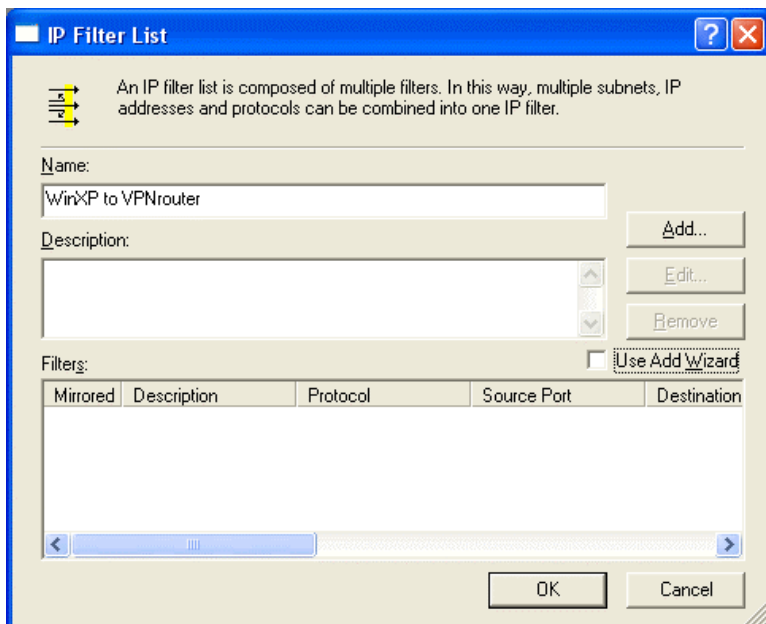 IP Filter List
An IP filter list is composed of multiple filters. In this way, multiple subnets, IP
addresses and protocols can be combined into one IP filter.
Name:
WinXP to VPNrouter
Add...
Description:
Edit...
Remove
Filters:
Use Add Wizard
Mirrored Description Protocol Source Port Destination
OK Cancel